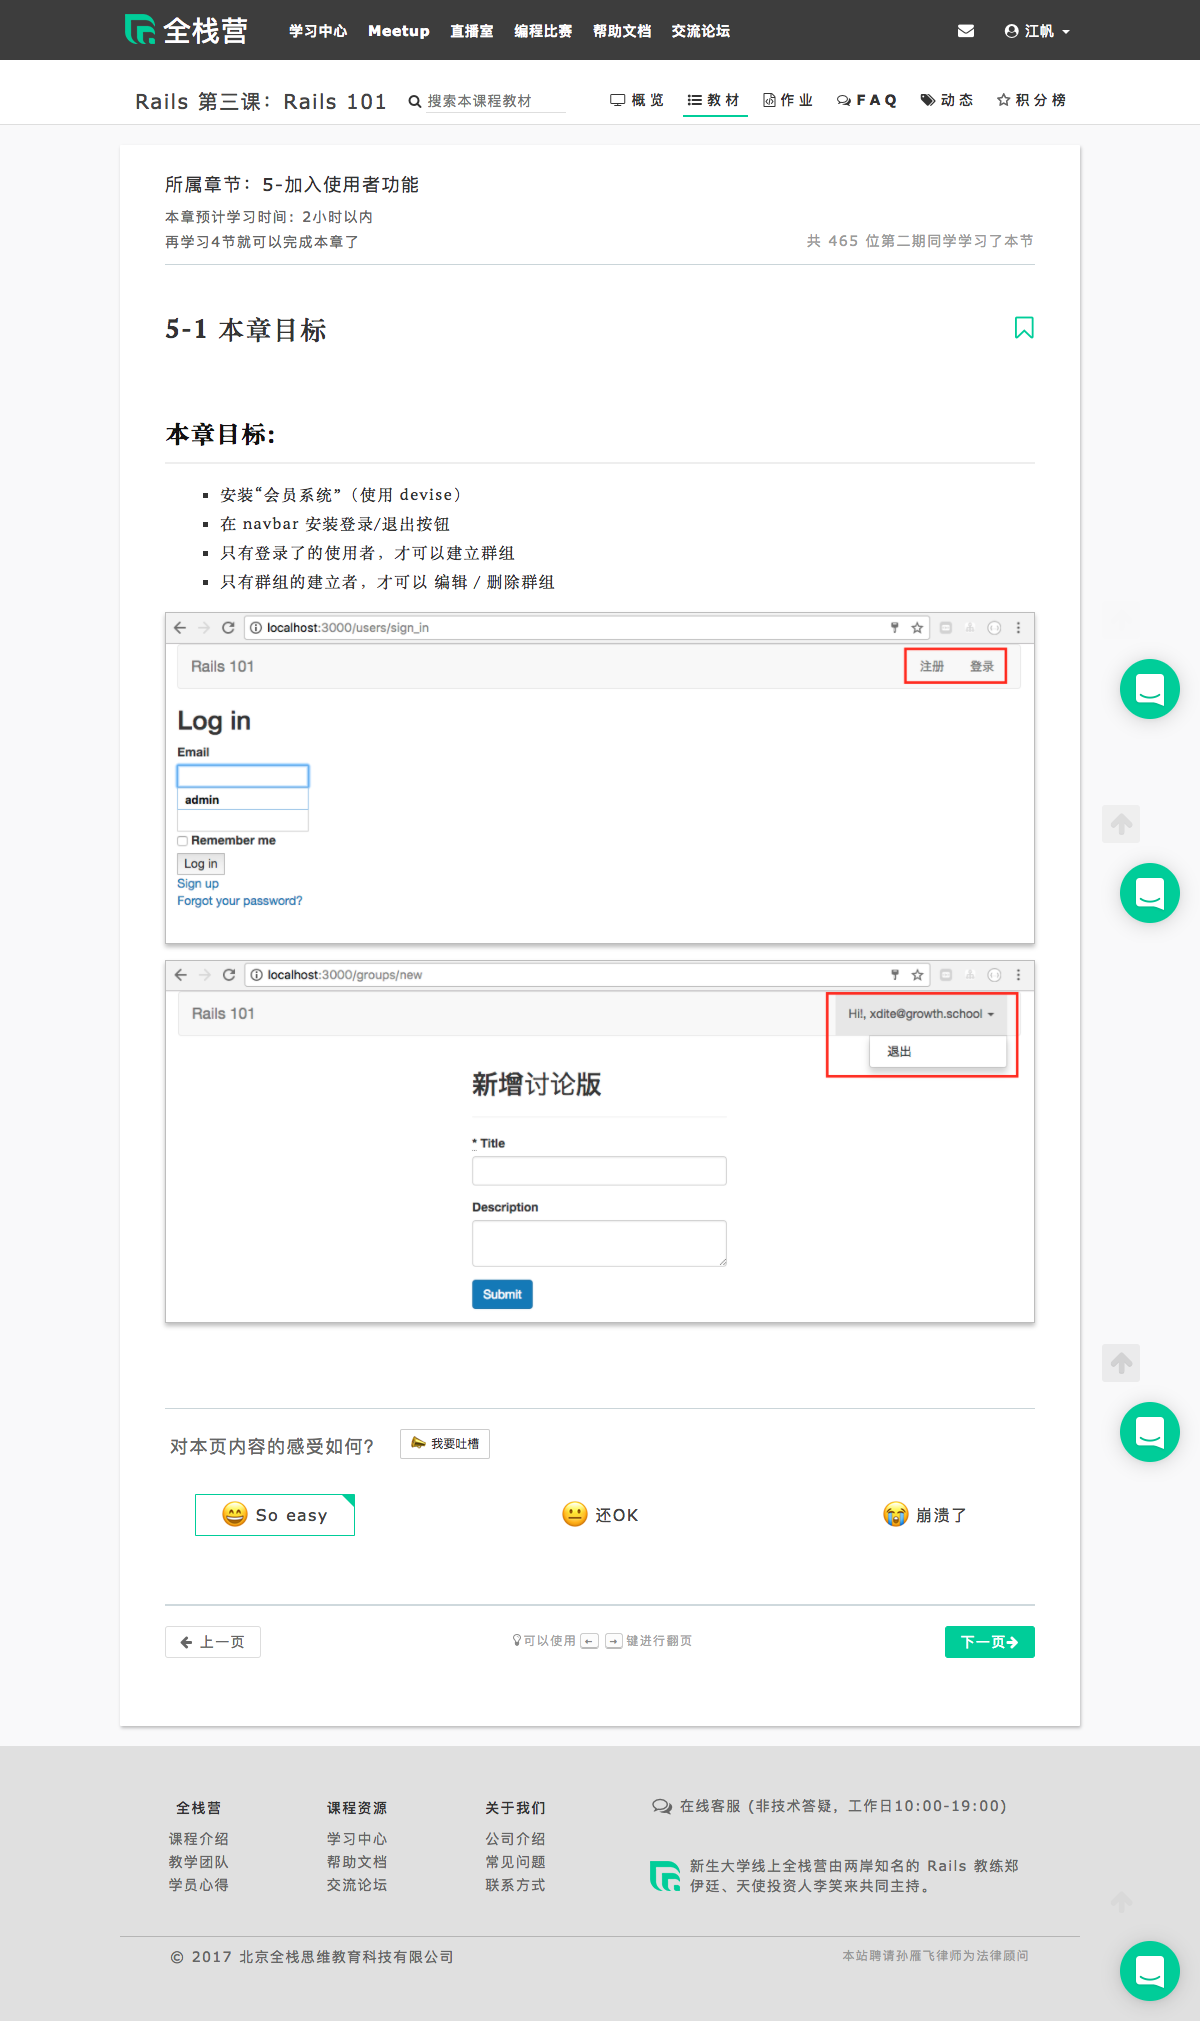 全栈营
学习中心 Meetup 直播室 编程比赛 帮助文档 交流论坛
江帆
Rails 第三课：Rails 101
搜索本课程教材
概览 教材 作业 FAQ 动态 积分榜
所属章节：5-加入使用者功能
本章预计学习时间：2小时以内
再学习4节就可以完成本章了
共 465 位第二期同学学习了本节
5-1 本章目标
本章目标:
安装“会员系统”（使用 devise）
在 navbar 安装登录/退出按钮
只有登录了的使用者，才可以建立群组
只有群组的建立者，才可以 编辑 / 删除群组
localhost:3000/users/sign_in
Rails 101
注册 登录
Log in
Email
admin
Remember me
Log in
Sign up
Forgot your password?
localhost:3000/groups/new
Rails 101
Hi!, xdite@growth.school
退出
新增讨论版
* Title
Description
Submit
对本页内容的感受如何？
我要吐槽
So easy
还OK
崩溃了
上一页
可以使用 ← → 键进行翻页
下一页
全栈营
课程介绍
教学团队
学员心得
课程资源
学习中心
帮助文档
交流论坛
关于我们
公司介绍
常见问题
联系方式
在线客服 (非技术答疑，工作日10:00-19:00)
新生大学线上全栈营由两岸知名的 Rails 教练郑
伊廷、天使投资人李笑来共同主持。
© 2017 北京全栈思维教育科技有限公司
本站聘请孙雁飞律师为法律顾问